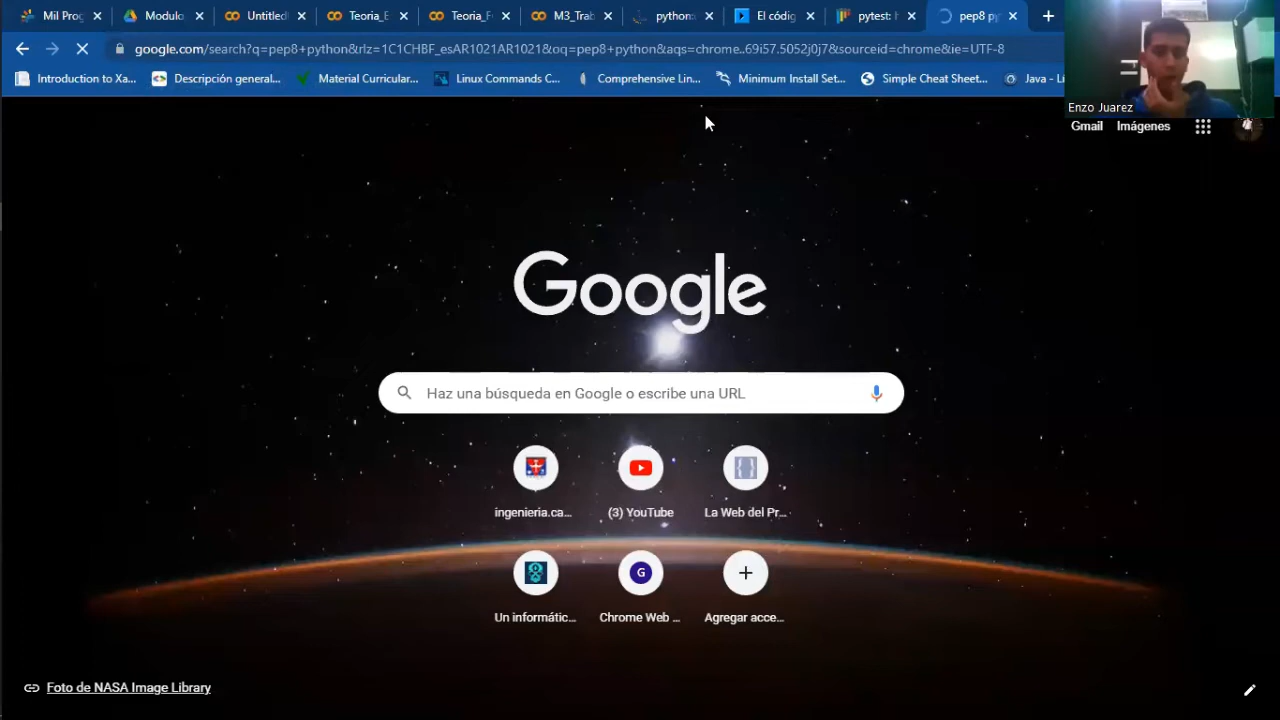 Mil Prog
Modulo
Untitled
Teoria_E
Teoria_F
M3_Trab
python:
El códig
pytest: h
pep8 py
google.com/search?q=pep8+python&rlz=1C1CHBF_esAR1021AR1021&oq=pep8+python&aqs=chrome..69i57.5052j0j7&sourceid=chrome&ie=UTF-8
Introduction to Xa...
Descripción general...
Material Curricular...
Linux Commands C...
Comprehensive Lin...
Minimum Install Set...
Simple Cheat Sheet...
Java - Li
Enzo Juarez
Gmail
Imágenes
Google
Haz una búsqueda en Google o escribe una URL
ingenieria.ca...
(3) YouTube
La Web del Pr...
G
Un informátic...
Chrome Web ...
Agregar acce...
Foto de NASA Image Library